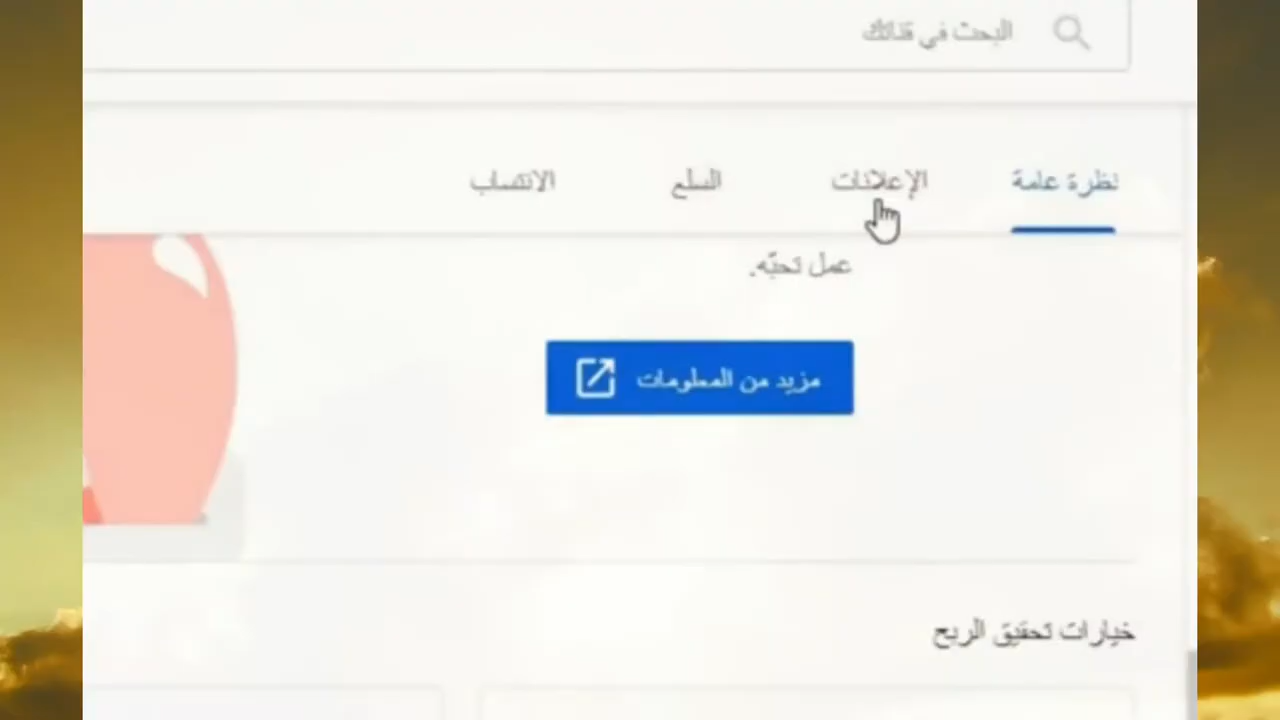 البحث في قناتك
نظرة عامة
الإعلانات
السلع
الانتساب
عمل تحبّه.
مزيد من المعلومات
خيارات تحقيق الربح